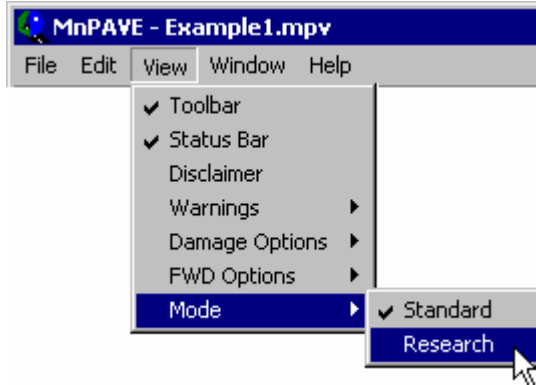 MnPAVE - Example1.mpv
File Edit View Window Help
Toolbar
Status Bar
Disclaimer
Warnings
Damage Options
FWD Options
Mode
Standard
Research